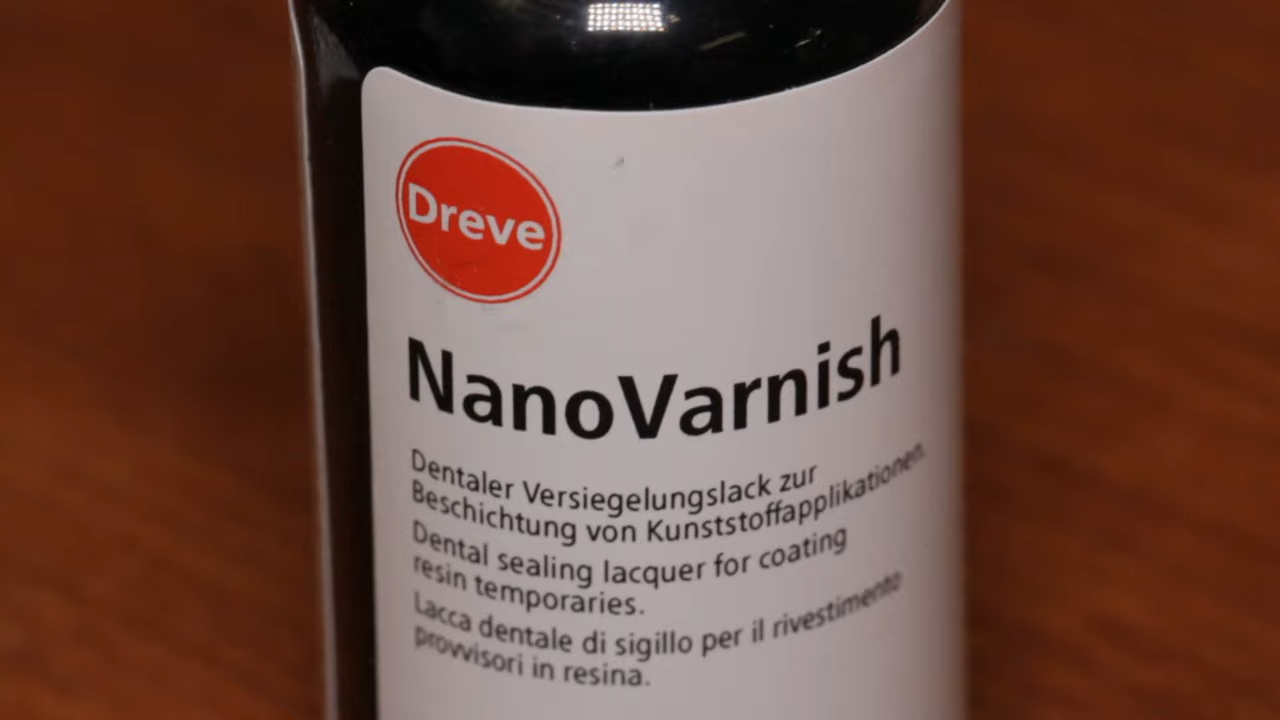 Dreve
NanoVarnish
Dentaler Versiegelungslack zur
Beschichtung von Kunststoffapplikationen.
Dental sealing lacquer for coating
resin temporaries.
Lacca dentale di sigillo per il rivestimento
provvisori in resina.